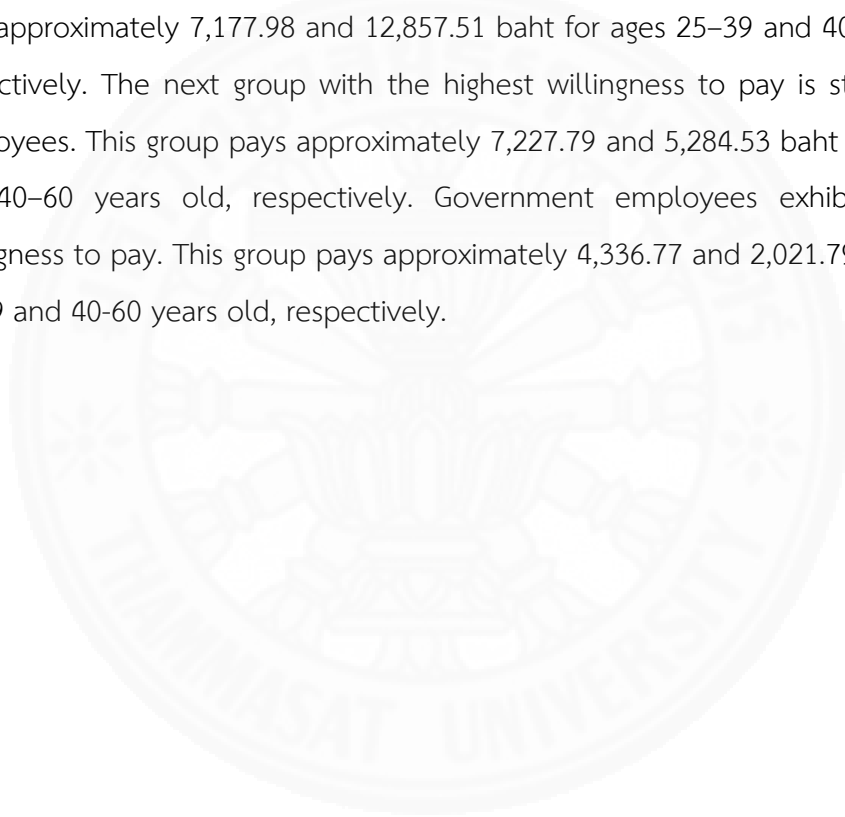 approximately 7,177.98 and 12,857.51 baht for ages 25–39 and 40
ctively. The next group with the highest willingness to pay is st
oyees. This group pays approximately 7,227.79 and 5,284.53 baht
40–60 years old, respectively. Government employees exhib
gness to pay. This group pays approximately 4,336.77 and 2,021.79
9 and 40-60 years old, respectively.
THAMMASAT UNIVERSITY